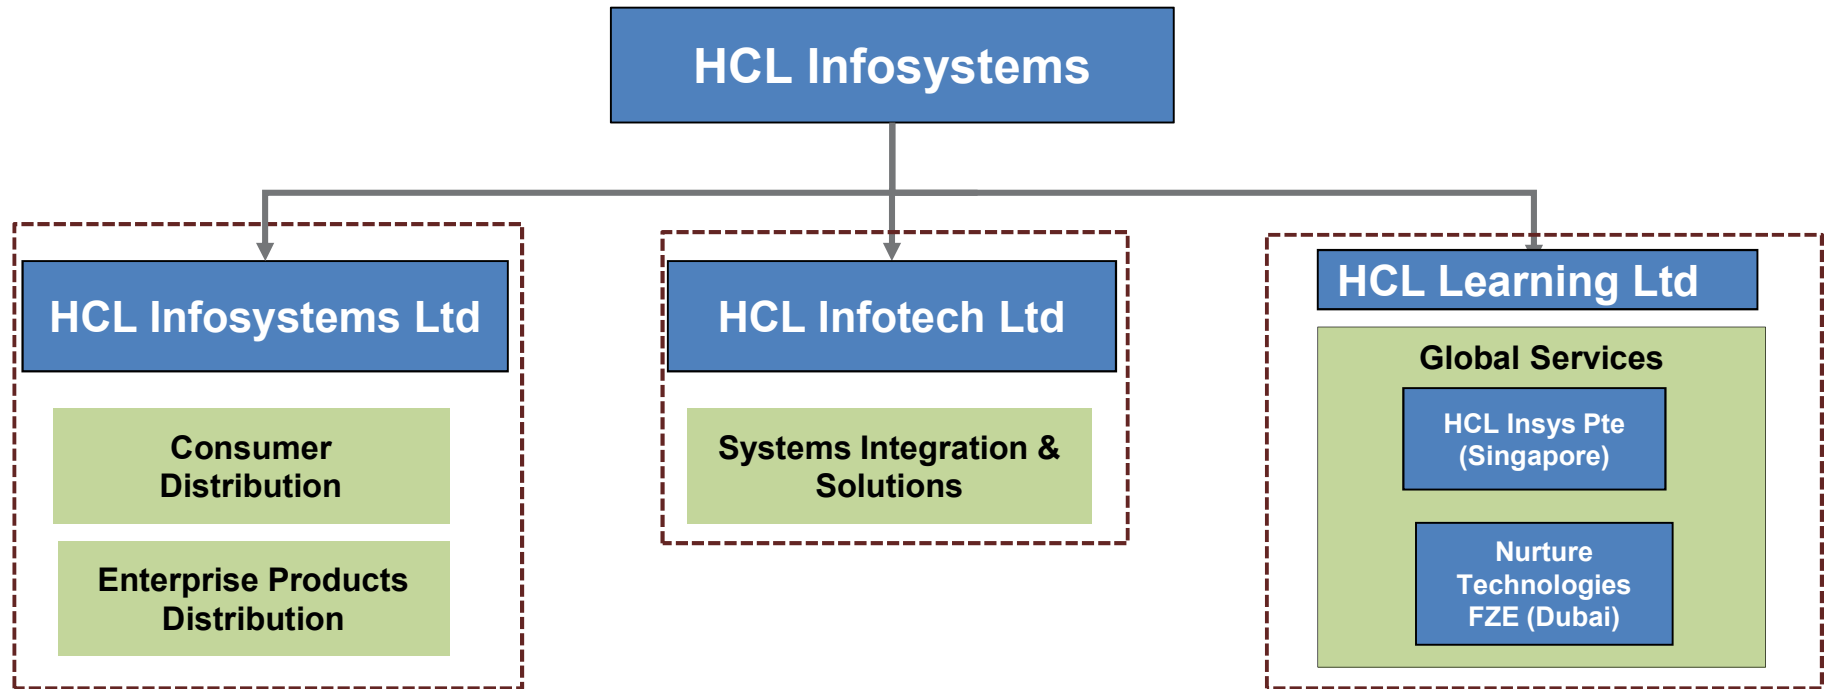 HCL Infosystems
HCL Infosystems Ltd
Consumer
Distribution
Enterprise Products
Distribution
HCL Infotech Ltd
Systems Integration &
Solutions
HCL Learning Ltd
Global Services
HCL Insys Pte
(Singapore)
Nurture
Technologies
FZE (Dubai)